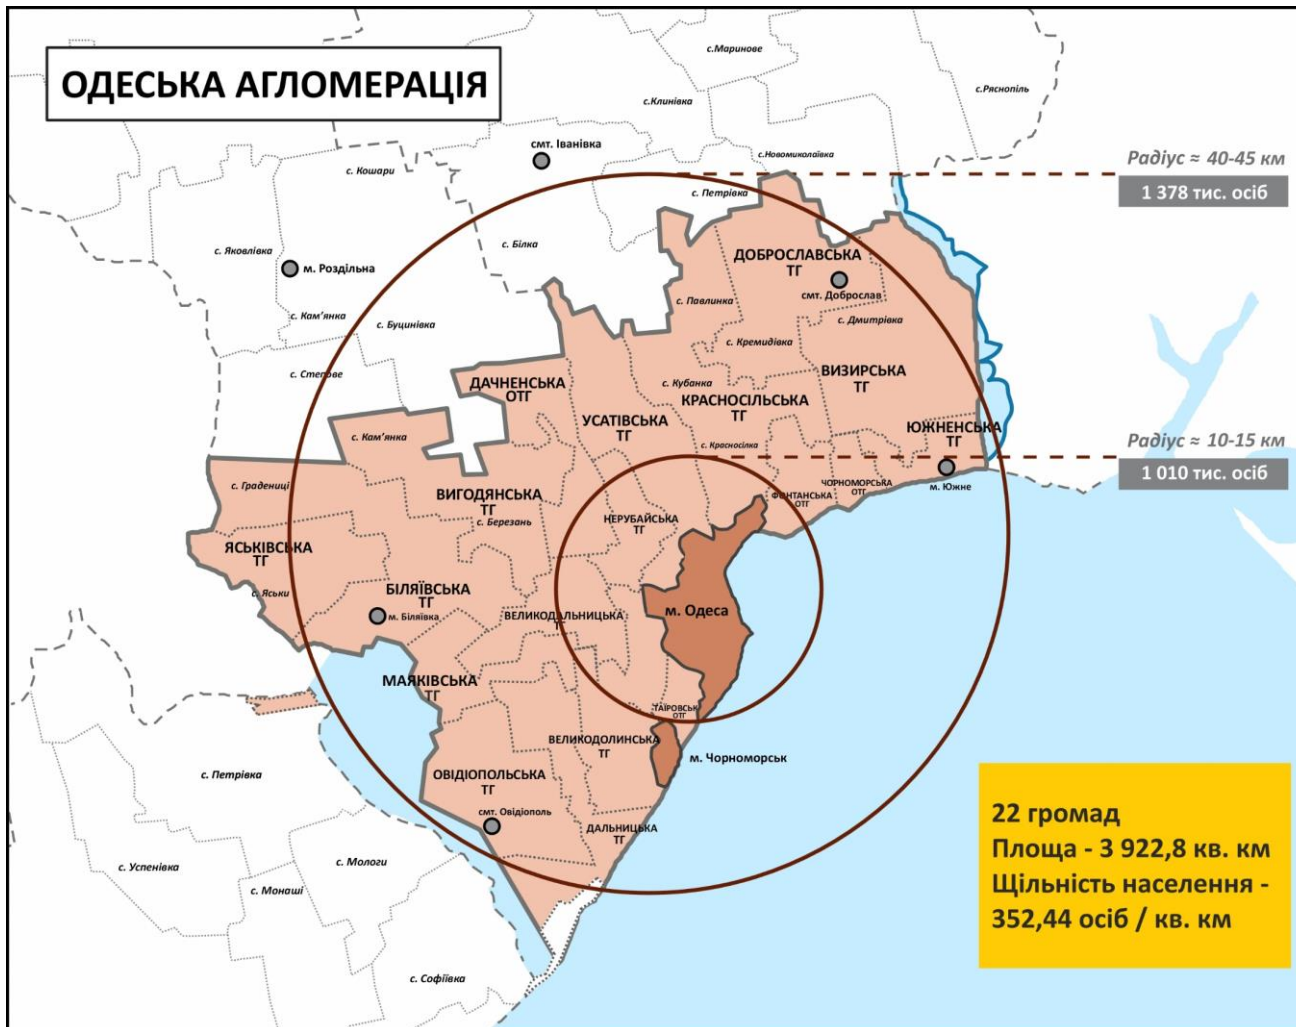 ОДЕСЬКА АГЛОМЕРАЦІЯ
с.Маринове
с.Ряснопіль
с.Клинівка
смт. Іванівка
с.Новомиколаївка
Радіус ≈ 40-45 км
1 378 тис. осіб
с. Кошари
с. Петрівка
с. Яковлівка
с. Білка
м. Роздільна
ДОБРОСЛАВСЬКА
ТГ
смт. Доброслав
с. Павлинка
с. Кам'янка
с. Буцинівка
с. Дмитрівка
с. Кремидівка
с. Степове
ДАЧНЕНСЬКА
ОТГ
с. Кубанка
ВИЗИРСЬКА
ТГ
КРАСНОСІЛЬСЬКА
ТГ
УСАТІВСЬКА
ТГ
ЮЖНЕНСЬКА
ТГ
с. Кам'янка
с. Красносілка
Радіус ≈ 10-15 км
1 010 тис. осіб
м. Южне
с. Градениці
ВИГОДЯНСЬКА
ТГ
с. Березань
ФОНТАНСЬКА
ОТГ
ЧОРНОМОРСЬКА
ОТГ
НЕРУБАЙСЬКА
ТГ
ЯСЬКІВСЬКА
ТГ
с. Яськи
БІЛЯЇВСЬКА
ТГ
м. Біляївка
ВЕЛИКОДАЛЬНИЦЬКА
ТГ
м. Одеса
МАЯКІВСЬКА
ТГ
ТАЇРОВСЬК
ОТГ
ВЕЛИКОДОЛИНСЬКА
ТГ
м. Чорноморськ
с. Петрівка
ОВІДІОПОЛЬСЬКА
ТГ
смт. Овідіополь
ДАЛЬНИЦЬКА
ТГ
с. Успенівка
с. Мологи
с. Монаші
с. Софіївка
22 громад
Площа - 3 922,8 кв. км
Щільність населення -
352,44 осіб / кв. км